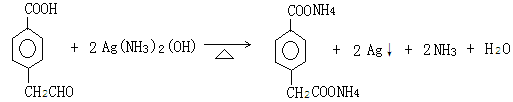 COOH
COONH4
+ 2 Ag(NH3)2(OH) △ + 2 Ag↓ + 2NH3 + H2O
CH2CHO
CH2COONH4